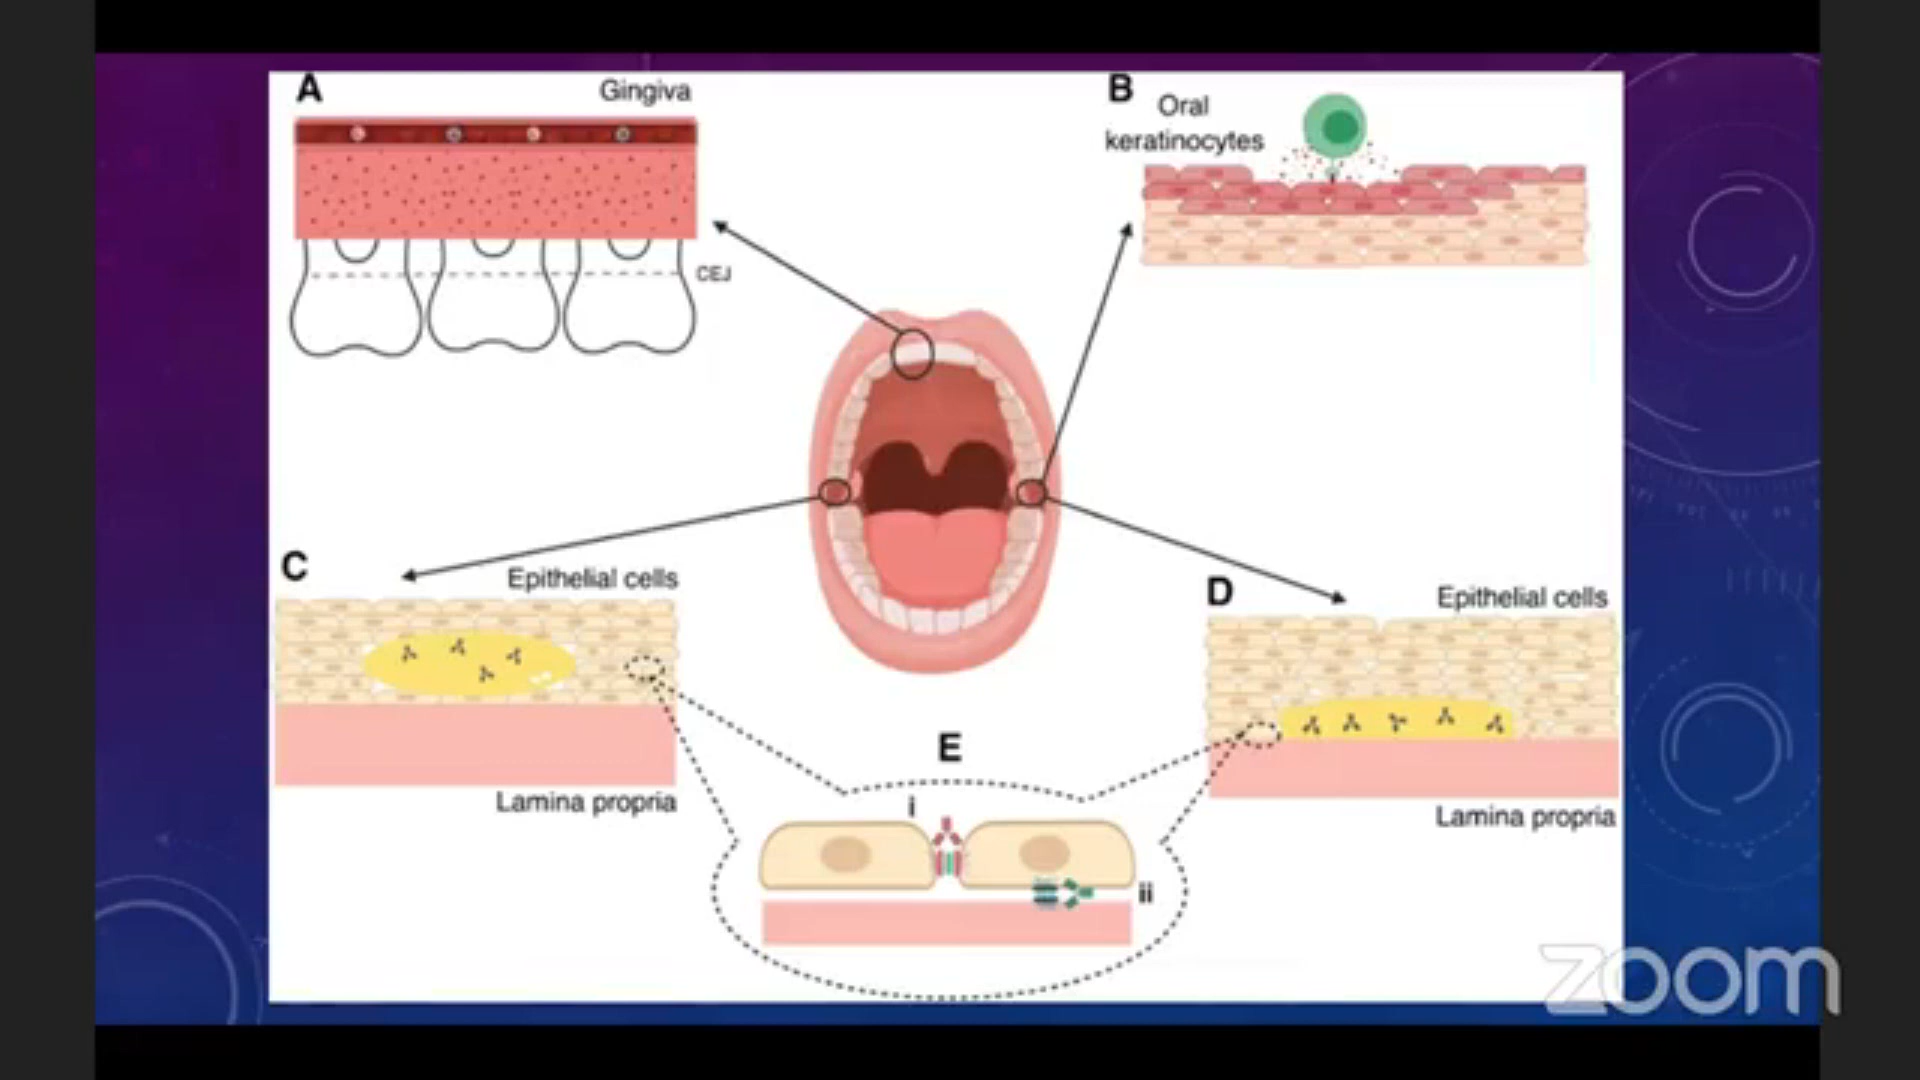 A
Gingiva
CEJ
B
Oral
keratinocytes
C
Epithelial cells
Lamina propria
D
Epithelial cells
Lamina propria
E
i
ii
zoom